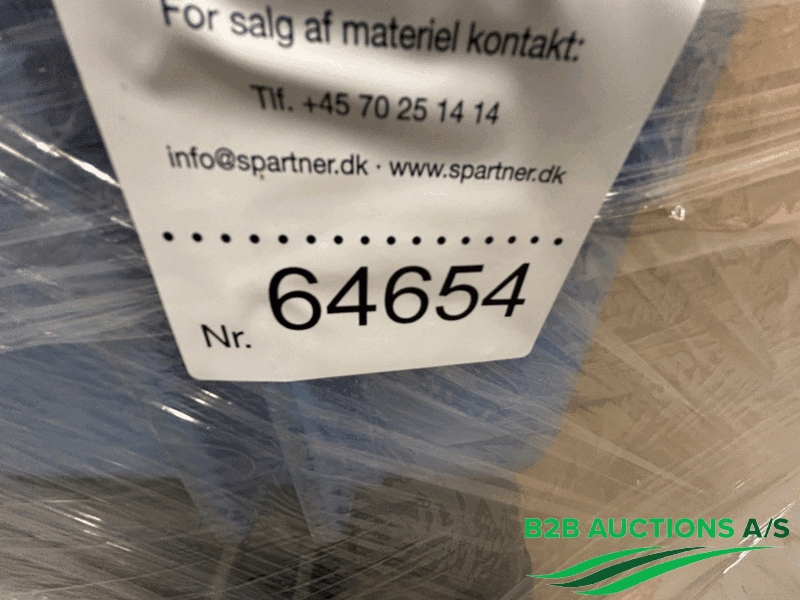 For salg af materiel kontakt:
Tlf. +45 70 25 14 14
info@spartner.dk · www.spartner.dk
Nr. 64654
B2B AUCTIONS A/S